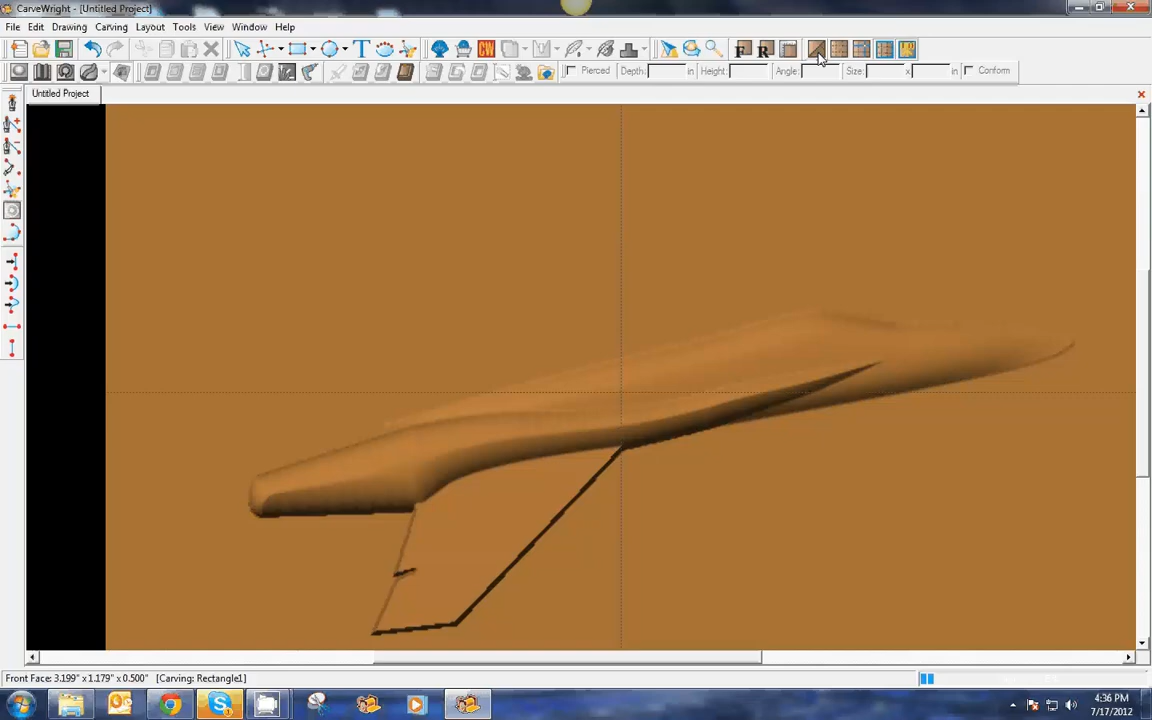 CarveWright - [Untitled Project]
File Edit Drawing Carving Layout Tools Carving View Window Help
CW F R
Pierced Depth: in Height: Angle: Size: x in Conform
Untitled Project
Front Face: 3.199" x 1.179" x 0.500" [Carving: Rectangle1]
4:36 PM
7/17/2012